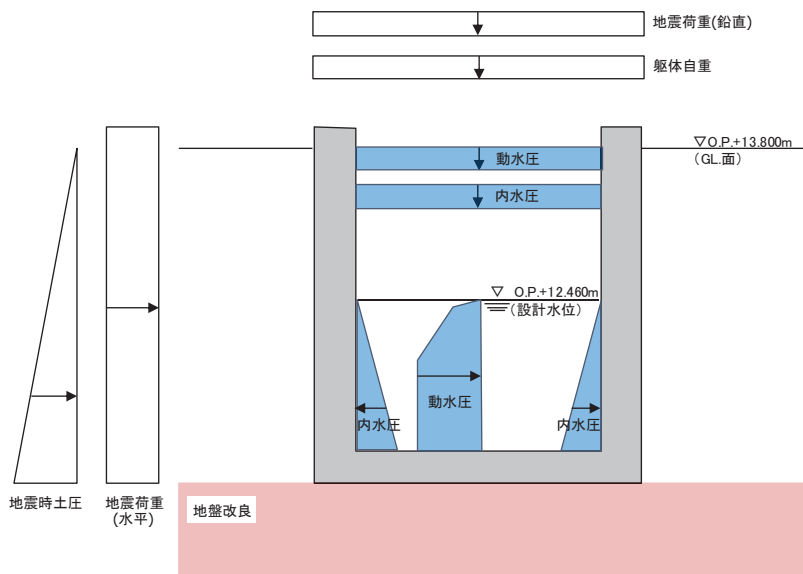 地震荷重(鉛直)
躯体自重
▽O.P.+13.800m
(GL.面)
動水圧
内水圧
▽ O.P.+12.460m
(設計水位)
動水圧
内水圧
内水圧
地震時土圧
地震荷重
(水平)
地盤改良